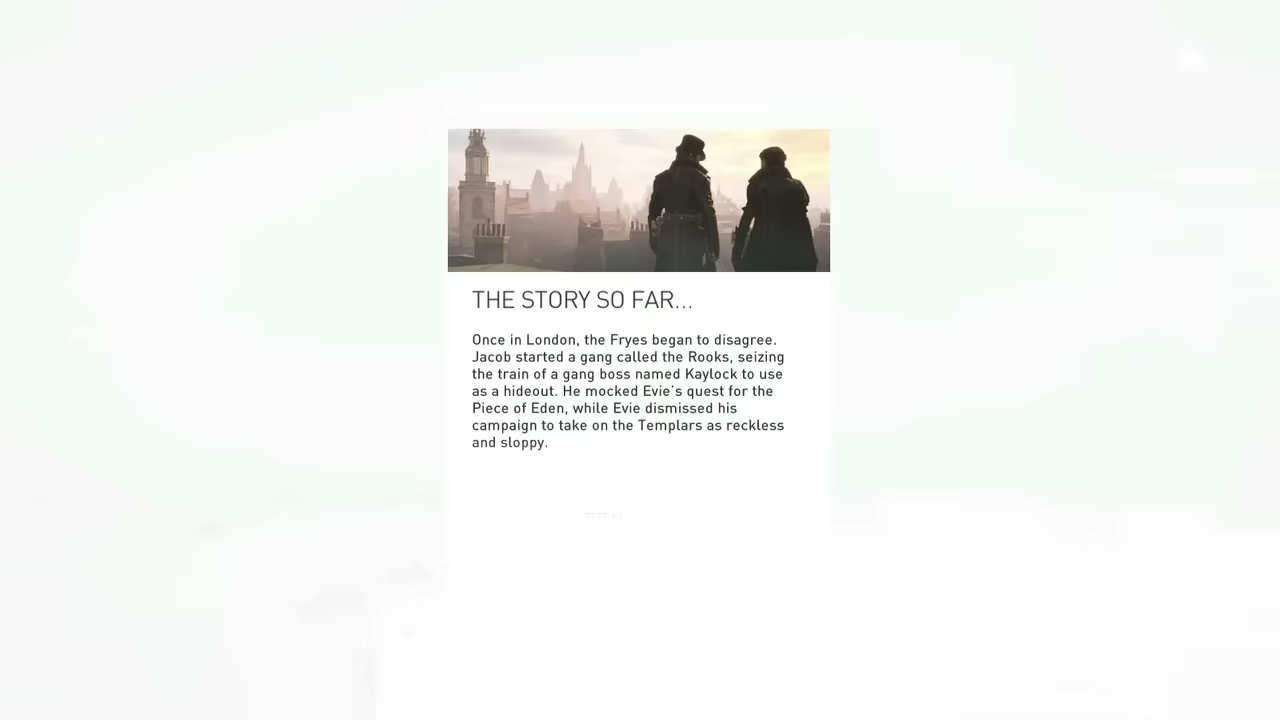 THE STORY SO FAR...
Once in London, the Fryes began to disagree.
Jacob started a gang called the Rooks, seizing
the train of a gang boss named Kaylock to use
as a hideout. He mocked Evie's quest for the
Piece of Eden, while Evie dismissed his
campaign to take on the Templars as reckless
and sloppy.